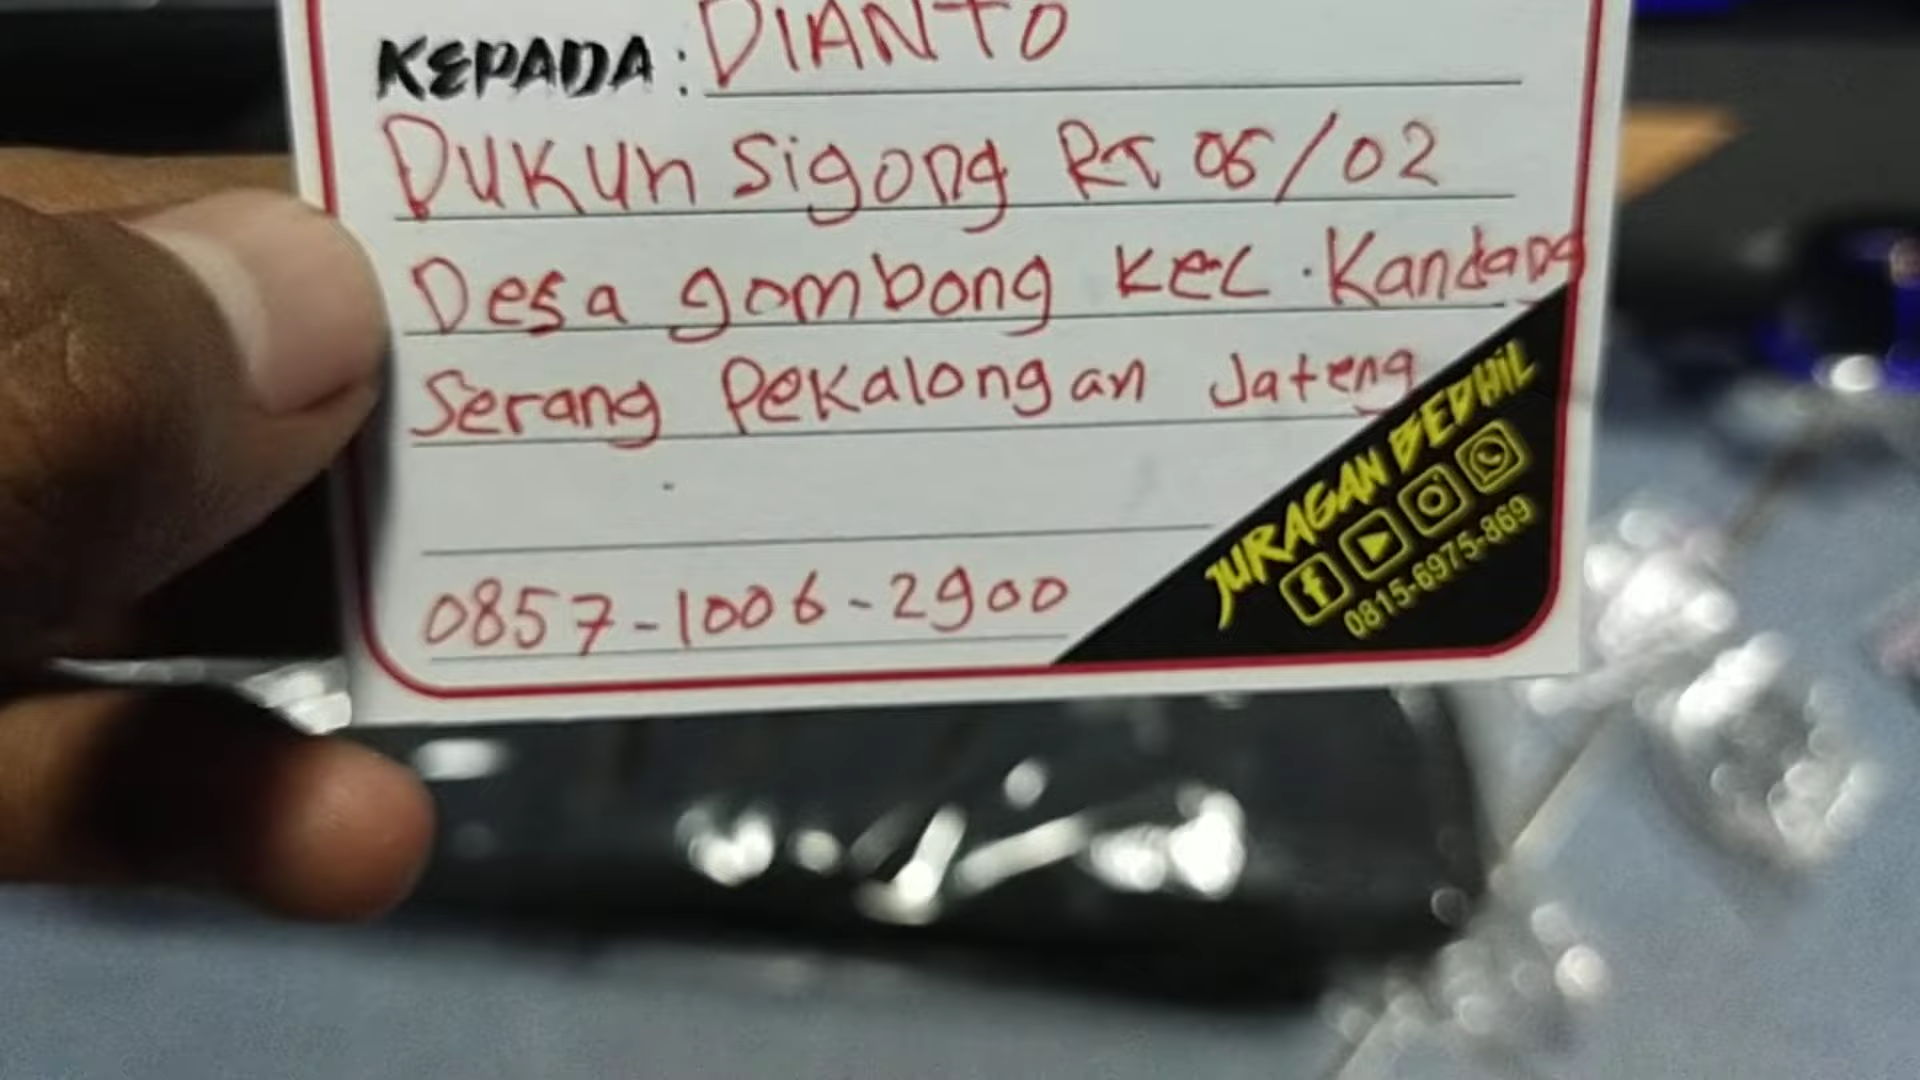 KEPADA : DIANTO
DUKUh Sigong RT 05/02
Desa gombong kec. Kandang
Serang Pekalongan Jateng
0857-1006-2900
JURAGAN BEDHIL
0815-6975-869